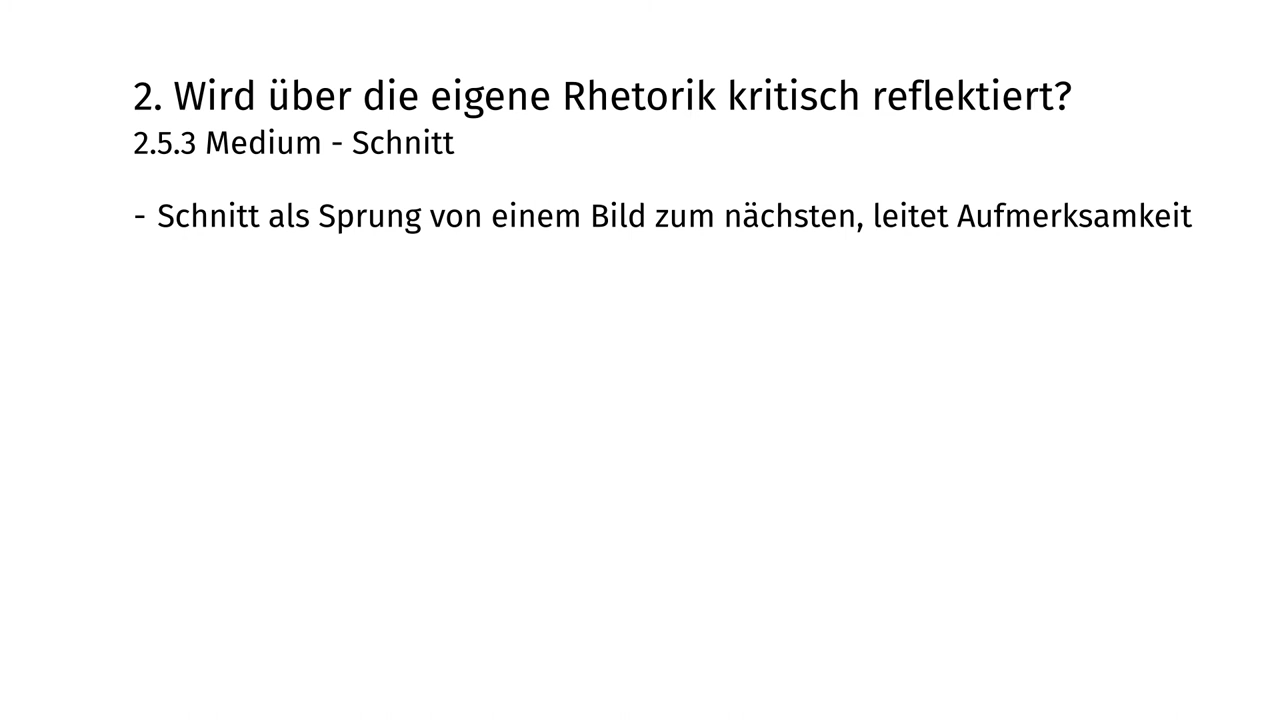 2. Wird über die eigene Rhetorik kritisch reflektiert?
2.5.3 Medium - Schnitt
- Schnitt als Sprung von einem Bild zum nächsten, leitet Aufmerksamkeit